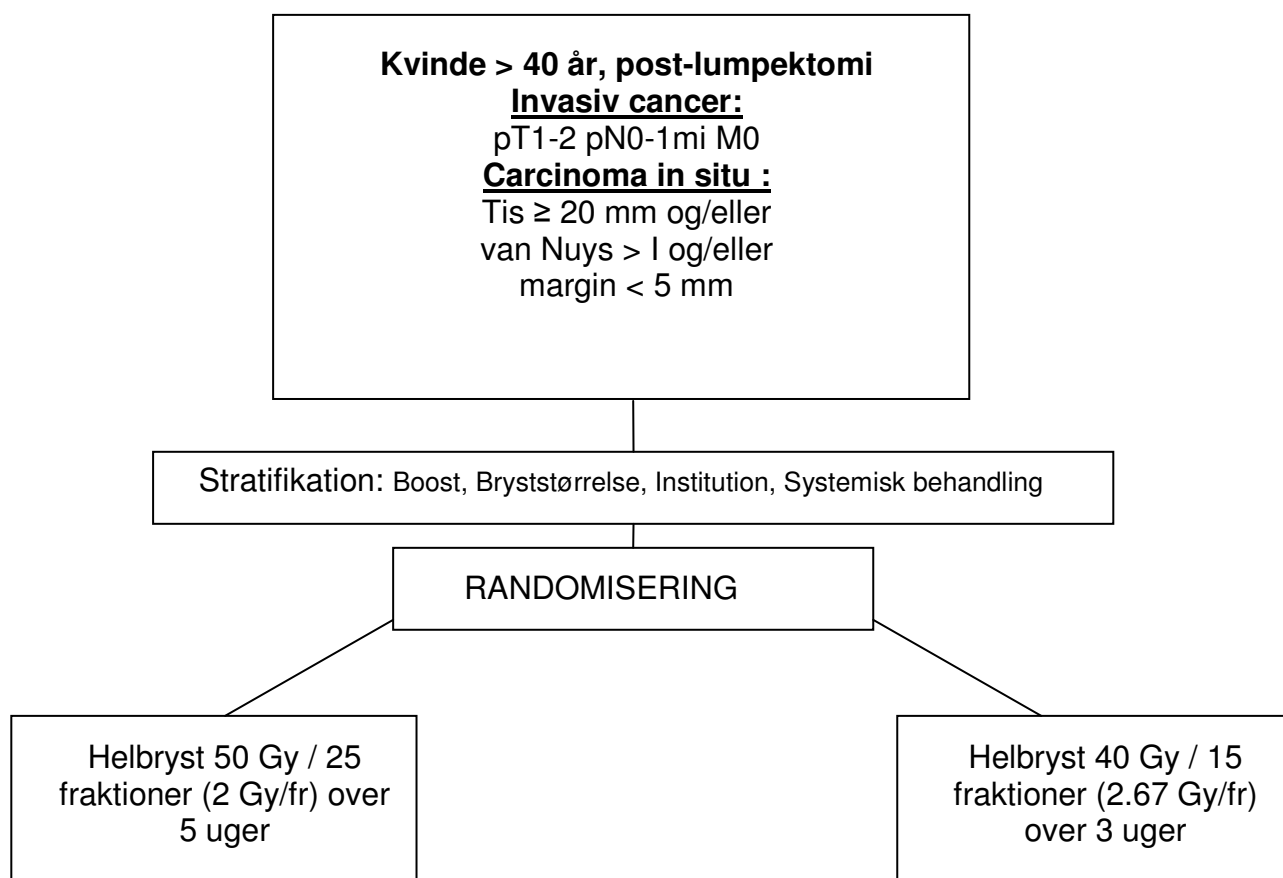 Kvinde > 40 år, post-lumpektomi
Invasiv cancer:
pT1-2 pN0-1mi M0
Carcinoma in situ :
Tis ≥ 20 mm og/eller
van Nuys > I og/eller
margin < 5 mm
Stratifikation: Boost, Bryststørrelse, Institution, Systemisk behandling
RANDOMISERING
Helbryst 50 Gy / 25
fraktioner (2 Gy/fr) over
5 uger
Helbryst 40 Gy / 15
fraktioner (2.67 Gy/fr)
over 3 uger